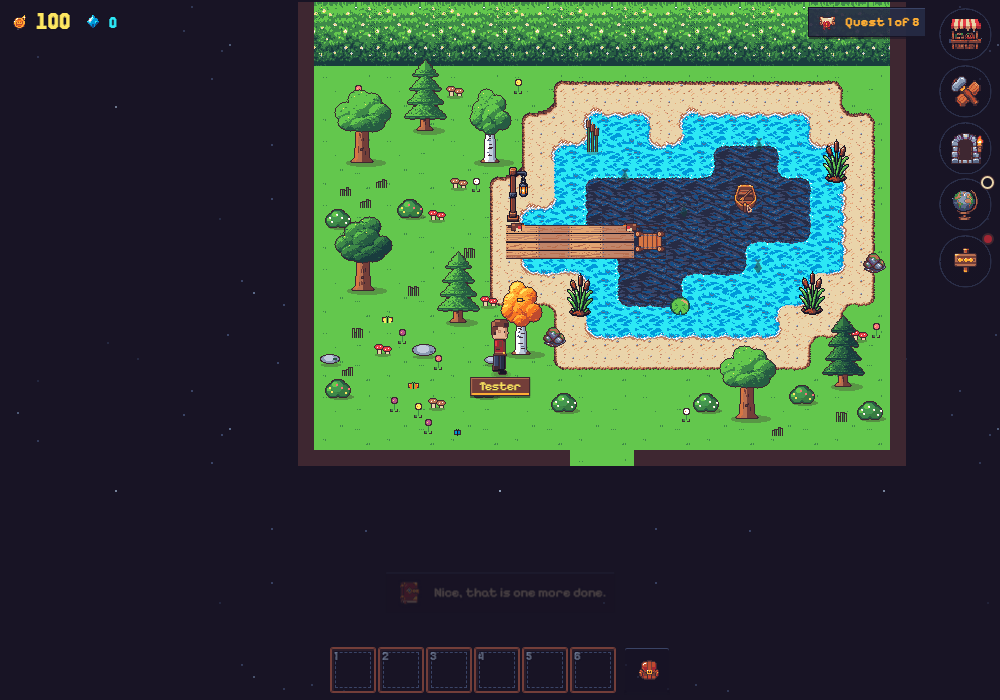 100
0
Quest 1 of 8
Tester
Nice, that is one more done.
1 2 3 4 5 6